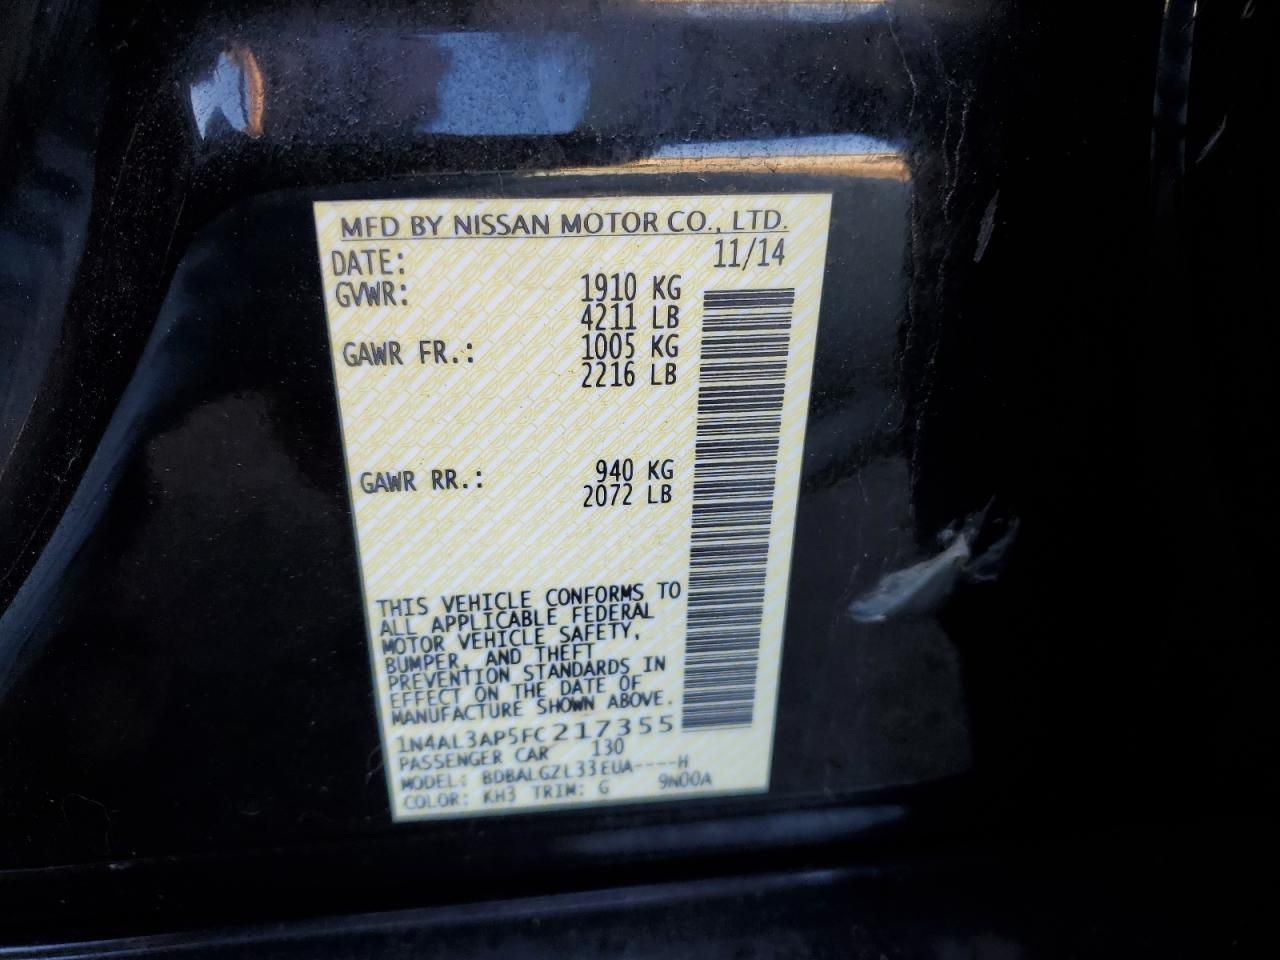 MFD BY NISSAN MOTOR CO., LTD.
DATE: 11/14
GVWR: 1910 KG
4211 LB
GAWR FR.: 1005 KG
2216 LB
GAWR RR.: 940 KG
2072 LB
THIS VEHICLE CONFORMS TO
ALL APPLICABLE FEDERAL
MOTOR VEHICLE SAFETY,
BUMPER, AND THEFT
PREVENTION STANDARDS IN
EFFECT ON THE DATE OF
MANUFACTURE SHOWN ABOVE.
1N4AL3AP5FC217355
PASSENGER CAR 130
MODEL: BDBALGZL33EUA----H
COLOR: KH3 TRIM: G 9N00A